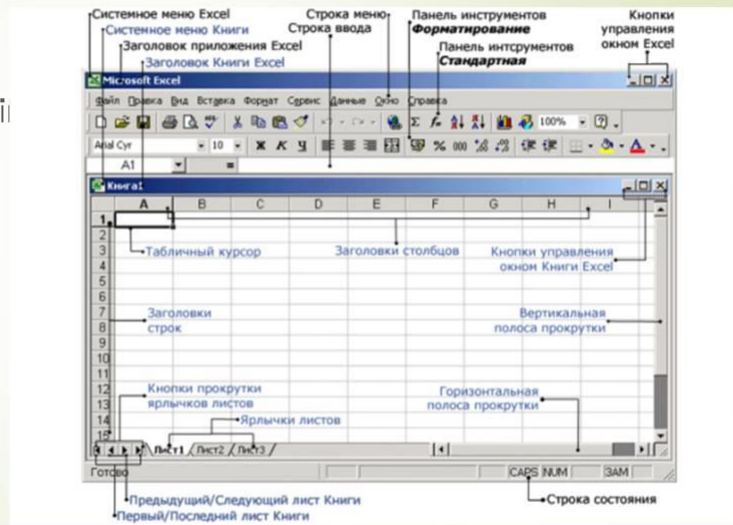 Системное меню Excel
Системное меню Книги
Заголовок приложения Excel
Заголовок Книги Excel
Строка меню
Строка ввода
Панель инструментов
Форматирование
Панель интсрументов
Стандартная
Кнопки
управления
окном Excel
Microsoft Excel
Файл Правка Вид Вставка Формат Сервис Данные Окно Справка
100%
Arial Cyr 10 Ж К Ч % 000
A1 =
Книга1
A B C D E F G H I
1
2
3
4
5
6
7
8
9
10
11
12
13
14
15
Табличный курсор
Заголовки столбцов
Кнопки управления
окном Книги Excel
Заголовки
строк
Вертикальная
полоса прокрутки
Кнопки прокрутки
ярлычков листов
Горизонтальная
полоса прокрутки
Ярлычки листов
Лист1 Лист2 Лист3
Готово CAPS NUM ЗАМ
Предыдущий/Следующий лист Книги
Первый/Последний лист Книги
Строка состояния